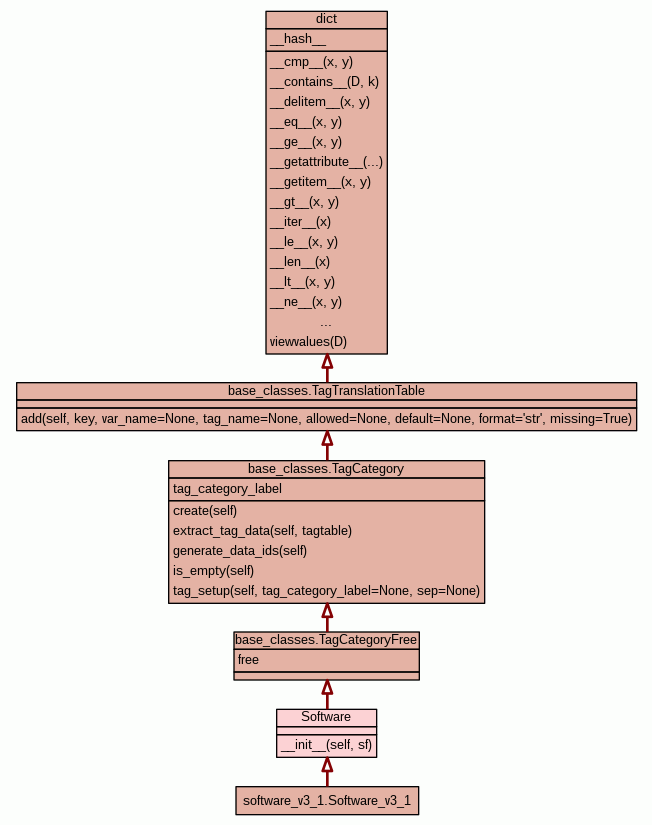 dict
__hash__
__cmp__(x, y)
__contains__(D, k)
__delitem__(x, y)
__eq__(x, y)
__ge__(x, y)
__getattribute__(...)
__getitem__(x, y)
__gt__(x, y)
__iter__(x)
__le__(x, y)
__len__(x)
__lt__(x, y)
__ne__(x, y)
...
viewvalues(D)
base_classes.TagTranslationTable
add(self, key, var_name=None, tag_name=None, allowed=None, default=None, format='str', missing=True)
base_classes.TagCategory
tag_category_label
create(self)
extract_tag_data(self, tagtable)
generate_data_ids(self)
is_empty(self)
tag_setup(self, tag_category_label=None, sep=None)
base_classes.TagCategoryFree
free
Software
__init__(self, sf)
software_v3_1.Software_v3_1